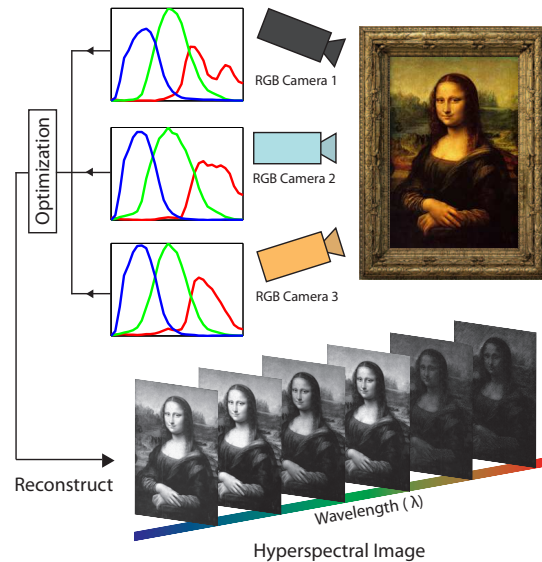 RGB Camera 1
Optimization
RGB Camera 2
RGB Camera 3
Reconstruct
Wavelength ( λ)
Hyperspectral Image